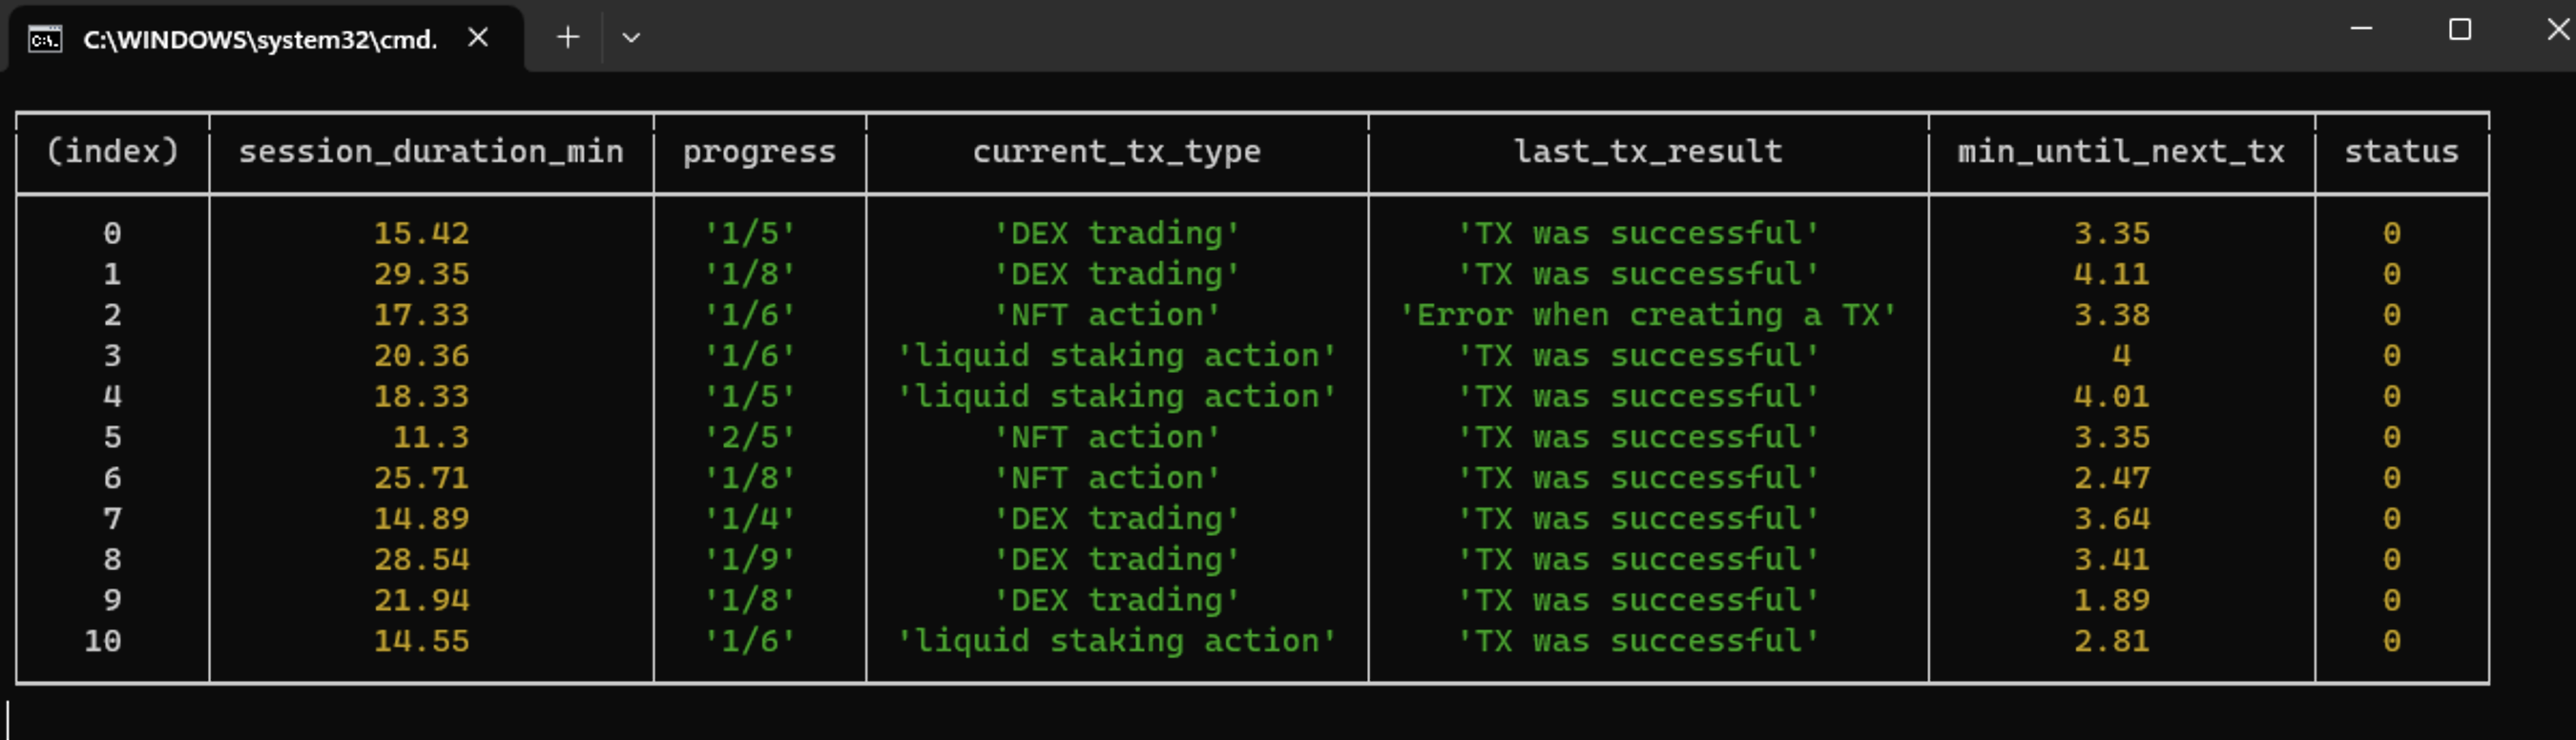 C:\WINDOWS\system32\cmd.
(index) session_duration_min progress current_tx_type last_tx_result min_until_next_tx status
0 15.42 '1/5' 'DEX trading' 'TX was successful' 3.35 0
1 29.35 '1/8' 'DEX trading' 'TX was successful' 4.11 0
2 17.33 '1/6' 'NFT action' 'Error when creating a TX' 3.38 0
3 20.36 '1/6' 'liquid staking action' 'TX was successful' 4 0
4 18.33 '1/5' 'liquid staking action' 'TX was successful' 4.01 0
5 11.3 '2/5' 'NFT action' 'TX was successful' 3.35 0
6 25.71 '1/8' 'NFT action' 'TX was successful' 2.47 0
7 14.89 '1/4' 'DEX trading' 'TX was successful' 3.64 0
8 28.54 '1/9' 'DEX trading' 'TX was successful' 3.41 0
9 21.94 '1/8' 'DEX trading' 'TX was successful' 1.89 0
10 14.55 '1/6' 'liquid staking action' 'TX was successful' 2.81 0